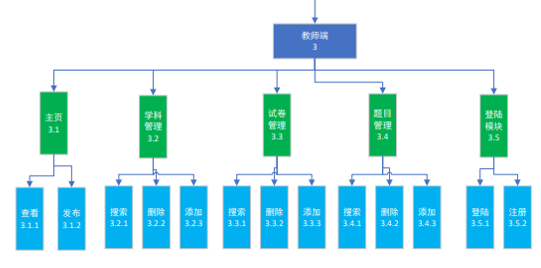 教师端
3
主页
3.1
学科
管理
3.2
试卷
管理
3.3
题目
管理
3.4
登陆
模块
3.5
查看
3.1.1
发布
3.1.2
搜索
3.2.1
删除
3.2.2
添加
3.2.3
搜索
3.3.1
删除
3.3.2
添加
3.3.3
搜索
3.4.1
删除
3.4.2
添加
3.4.3
登陆
3.5.1
注册
3.5.2